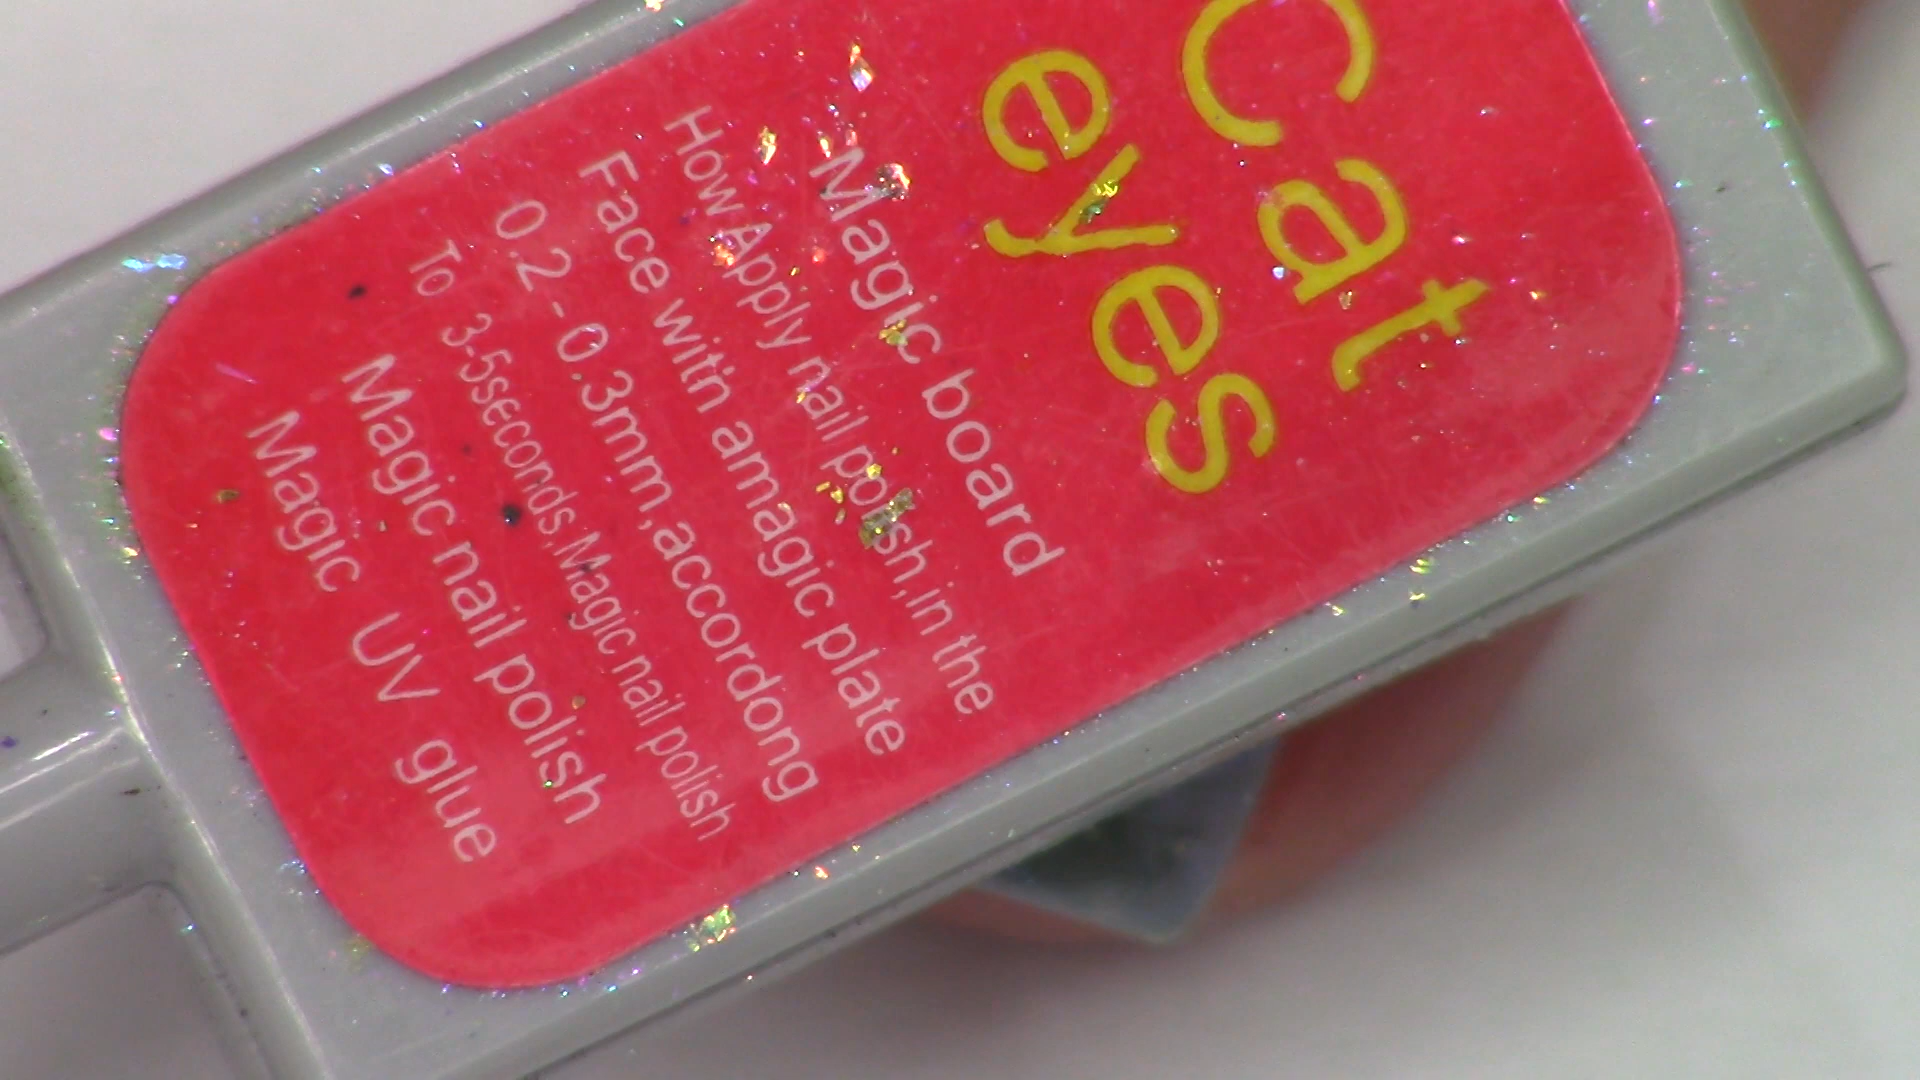 Cat
eyes
Magic board
How Apply nail polish,in the
Face with amagic plate
0.2-0.3mm,accordong
To 3-5seconds,Magic nail polish
Magic nail polish
Magic UV glue